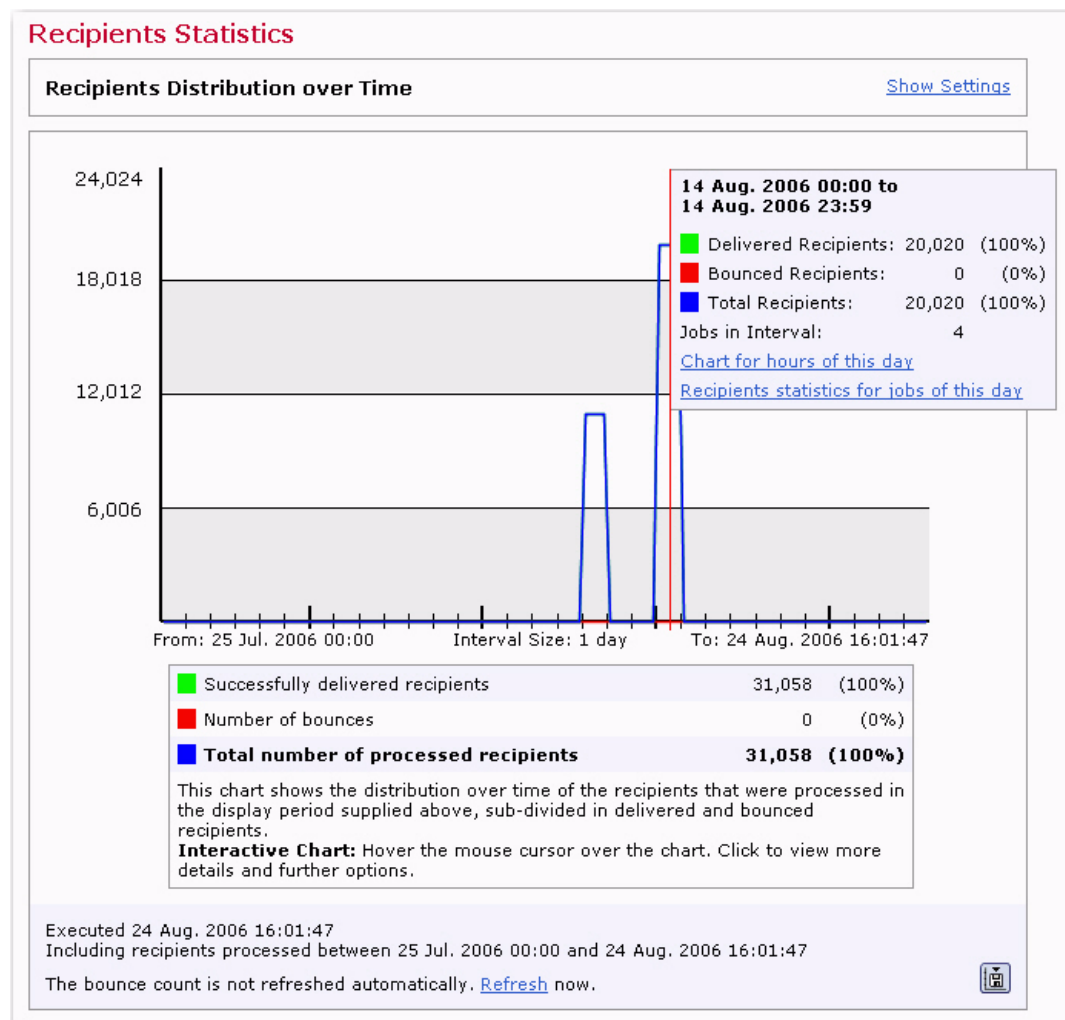 Recipients Statistics
Recipients Distribution over Time
Show Settings
24,024
18,018
12,012
6,006
14 Aug. 2006 00:00 to
14 Aug. 2006 23:59
Delivered Recipients: 20,020 (100%)
Bounced Recipients: 0 (0%)
Total Recipients: 20,020 (100%)
Jobs in Interval: 4
Chart for hours of this day
Recipients statistics for jobs of this day
From: 25 Jul. 2006 00:00 Interval Size: 1 day To: 24 Aug. 2006 16:01:47
Successfully delivered recipients 31,058 (100%)
Number of bounces 0 (0%)
Total number of processed recipients 31,058 (100%)
This chart shows the distribution over time of the recipients that were processed in
the display period supplied above, sub-divided in delivered and bounced
recipients.
Interactive Chart: Hover the mouse cursor over the chart. Click to view more
details and further options.
Executed 24 Aug. 2006 16:01:47
Including recipients processed between 25 Jul. 2006 00:00 and 24 Aug. 2006 16:01:47
The bounce count is not refreshed automatically. Refresh now.